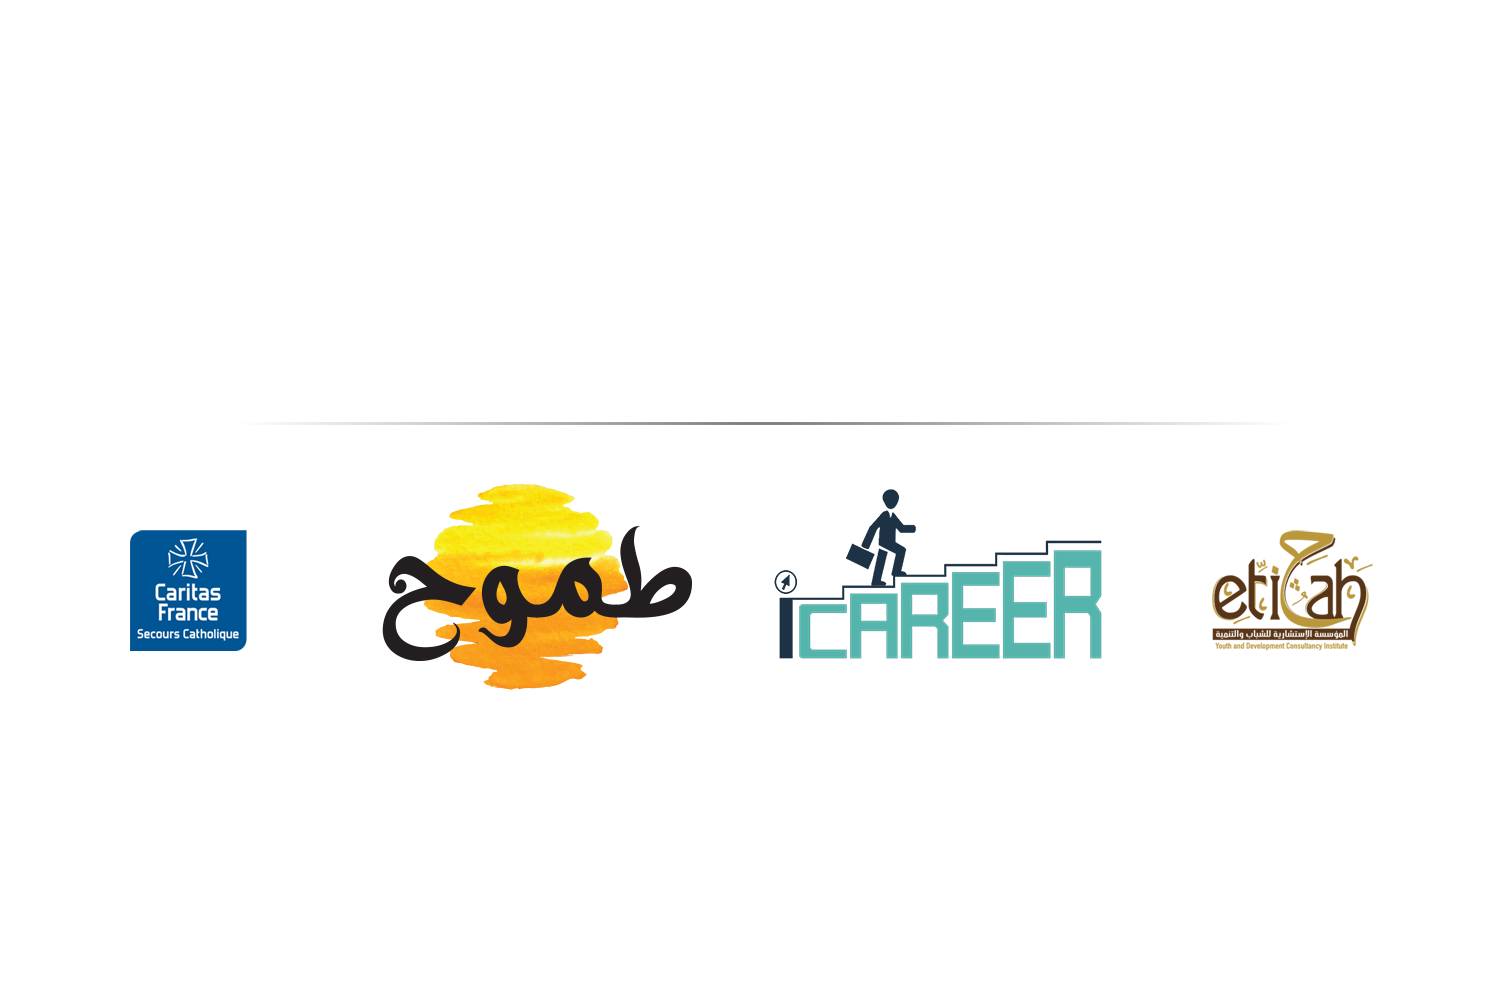 Caritas
France
Secours Catholique
طموح
iCAREER
etijah
المؤسسة الإستشارية للشباب والتنمية
Youth and Development Consultancy Institute